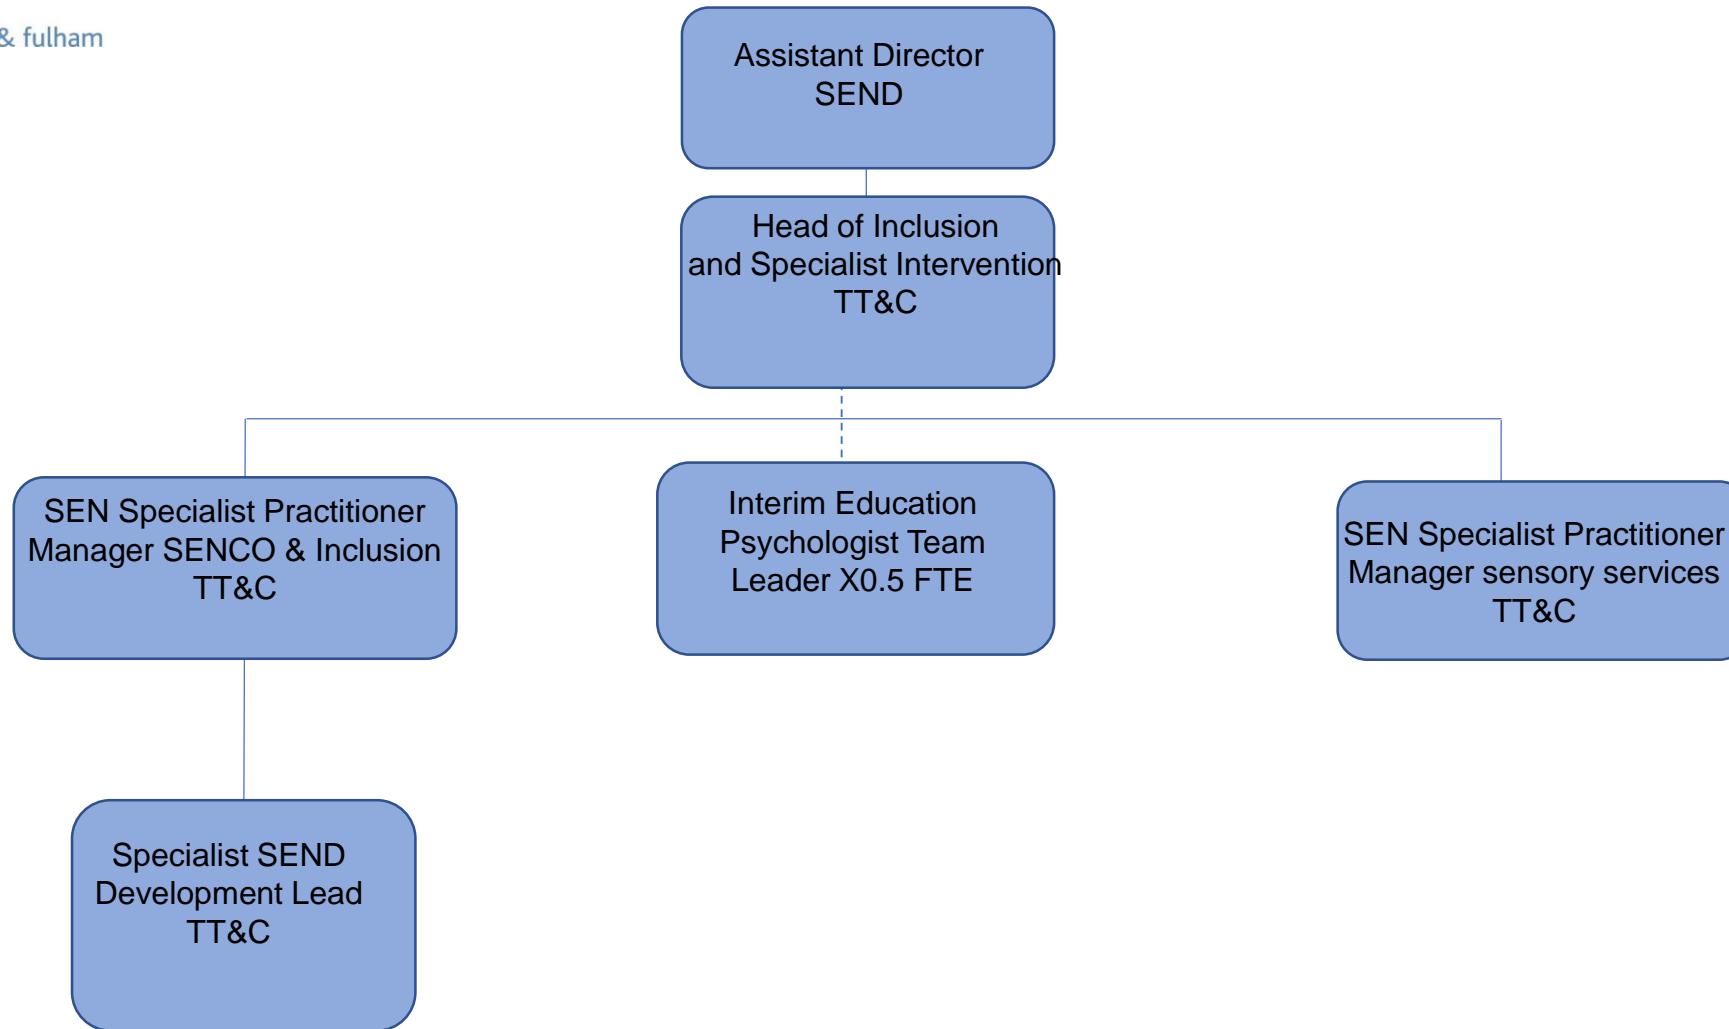 & fulham
Assistant Director
SEND
Head of Inclusion
and Specialist Intervention
TT&C
SEN Specialist Practitioner
Manager SENCO & Inclusion
TT&C
Interim Education
Psychologist Team
Leader X0.5 FTE
SEN Specialist Practitioner
Manager sensory services
TT&C
Specialist SEND
Development Lead
TT&C